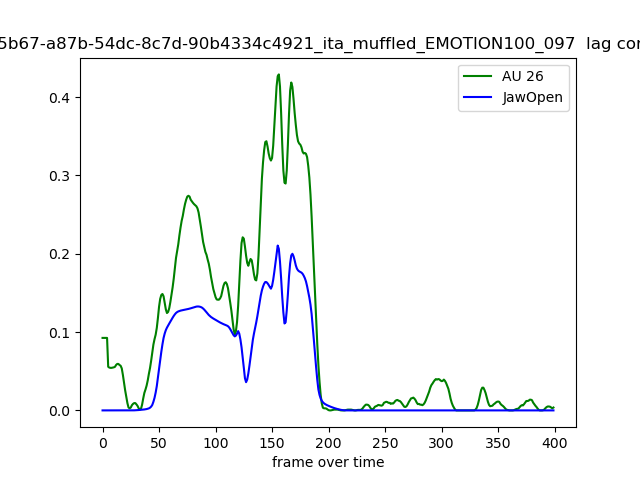 5b67-a87b-54dc-8c7d-90b4334c4921_ita_muffled_EMOTION100_097 lag
AU 26
JawOpen
0.4
0.3
0.2
0.1
0.0
0 50 100 150 200 250 300 350 400
frame over time